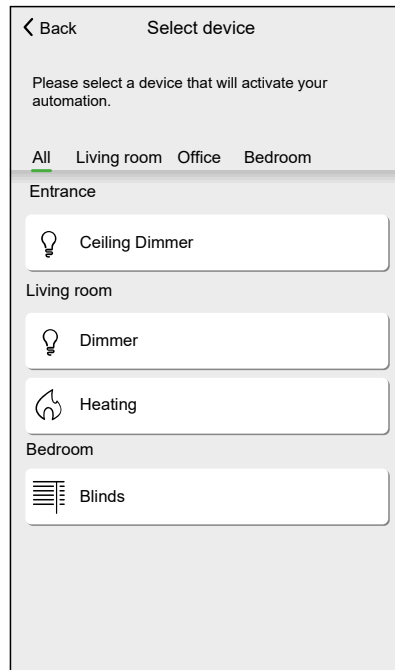 Back
Select device
Please select a device that will activate your
automation.
All Living room Office Bedroom
Entrance
Ceiling Dimmer
Living room
Dimmer
Heating
Bedroom
Blinds